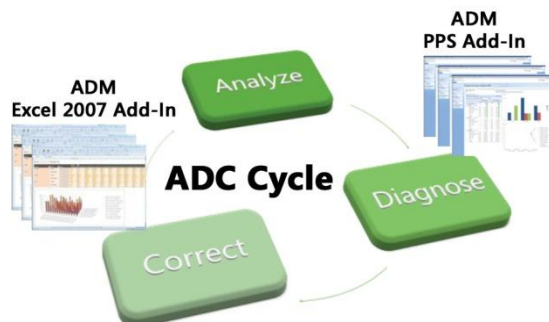 ADM
PPS Add-In
Analyze
ADM
Excel 2007 Add-In
ADC Cycle
Diagnose
Correct